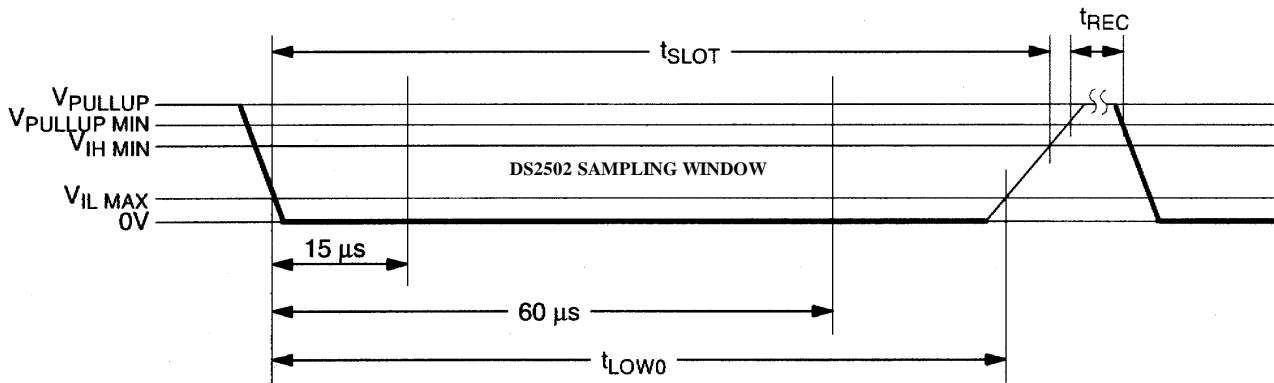 tREC
tSLOT
VPULLUP
VPULLUP MIN
VIH MIN
DS2502 SAMPLING WINDOW
VIL MAX
0V
15 µs
60 µs
tLOW0